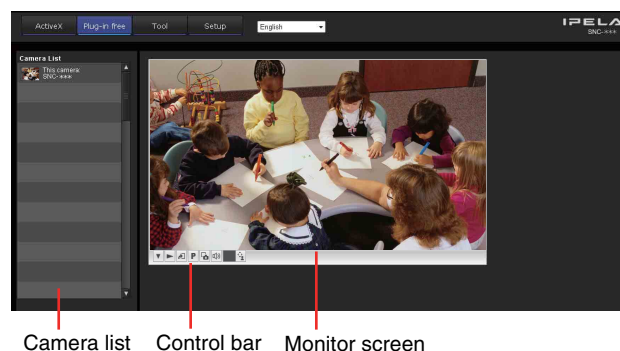 ActiveX Plug-in free Tool Setup English IPELA
SNC-***
Camera List
This camera:
SNC-***
P
Camera list Control bar Monitor screen